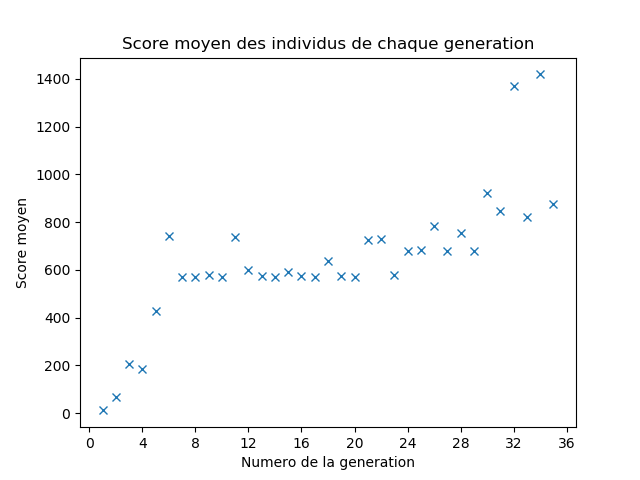 Score moyen des individus de chaque generation
1400
1200
1000
800
600
400
200
0
Score moyen
0 4 8 12 16 20 24 28 32 36
Numero de la generation